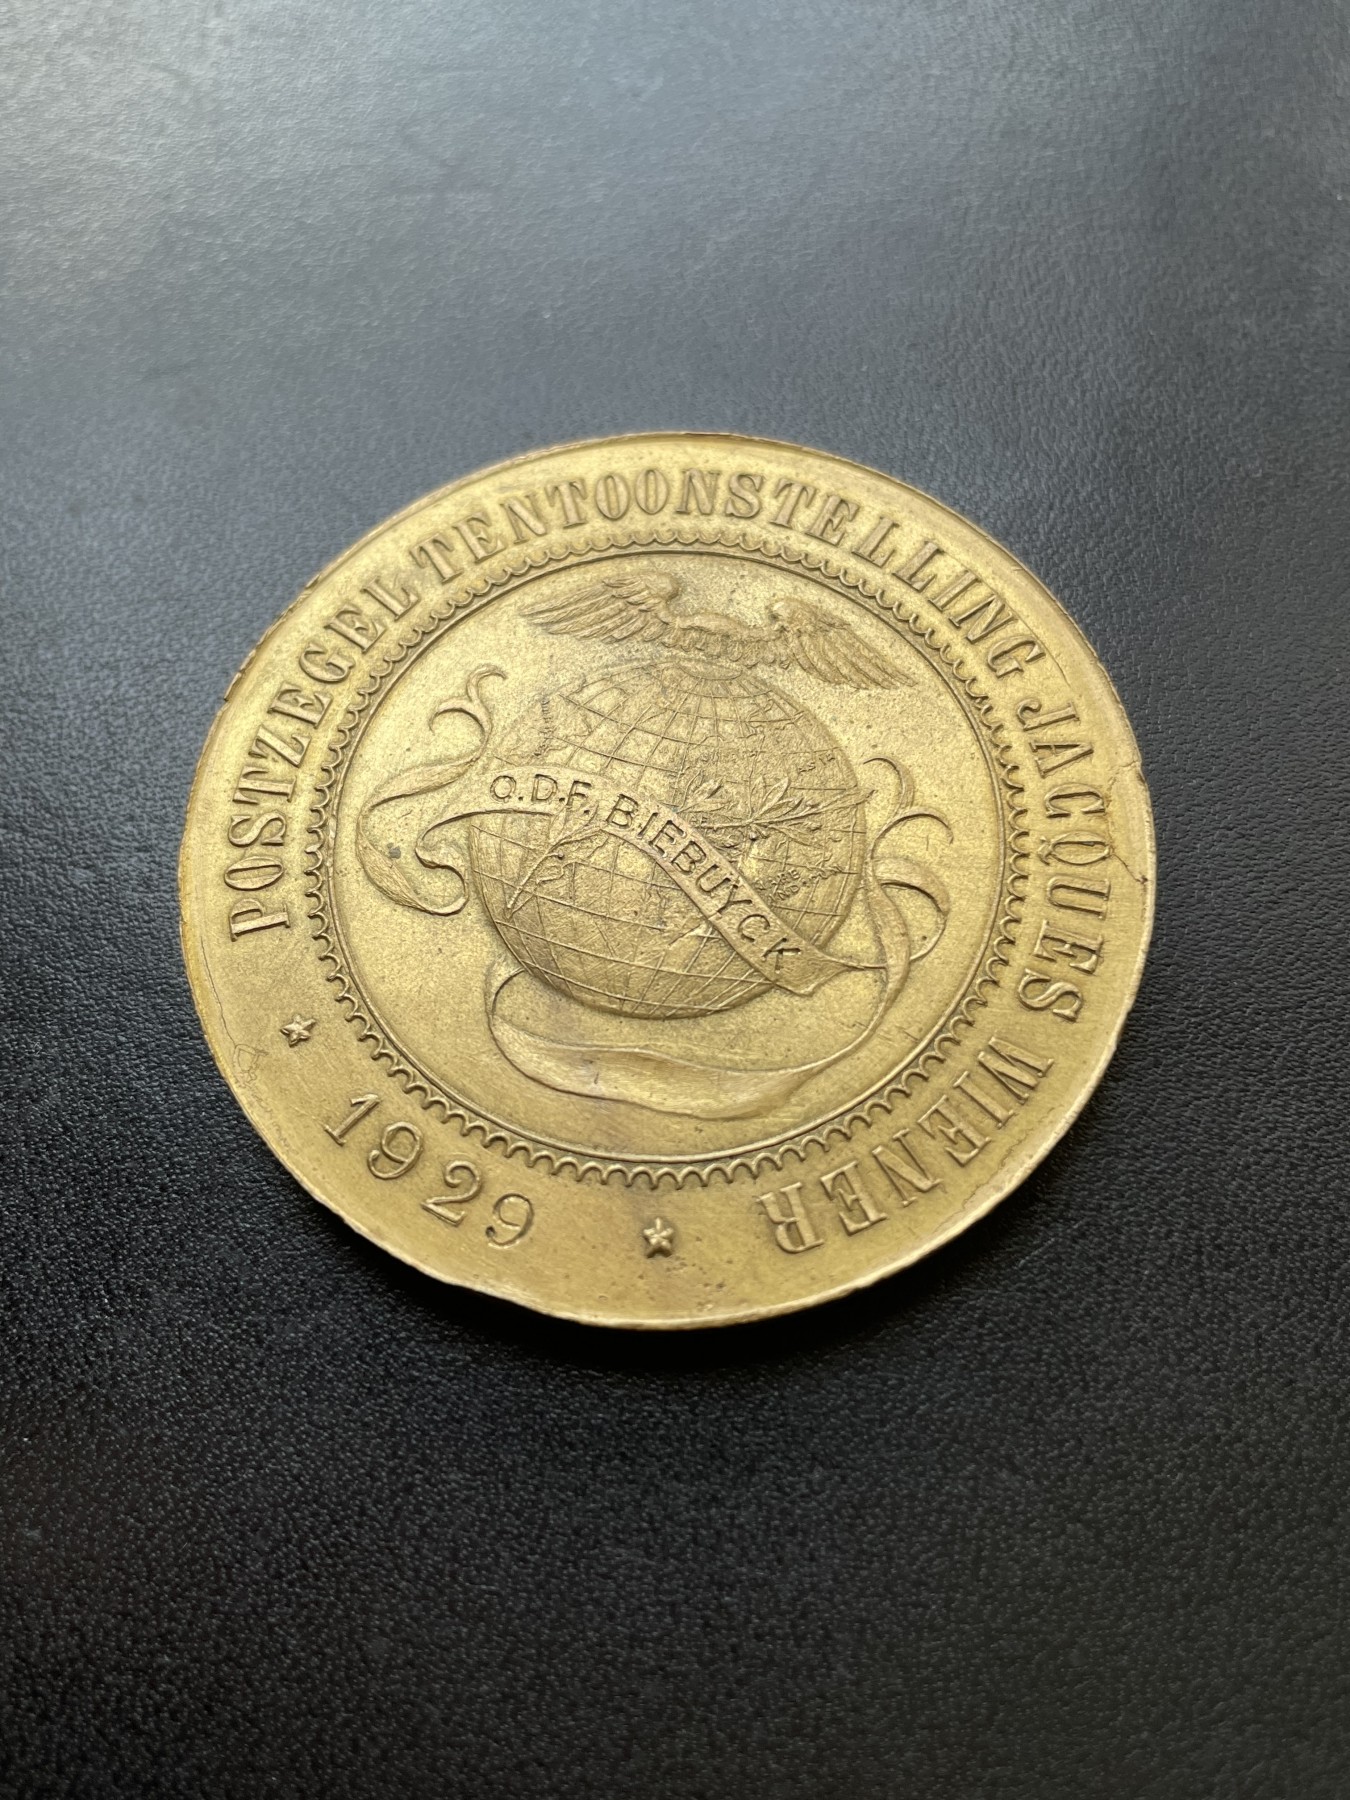 POSTZEGEL TENTOONSTELLING JACQUES WIENER
★ 1929 ★
O.D.F. BIEBUYCK